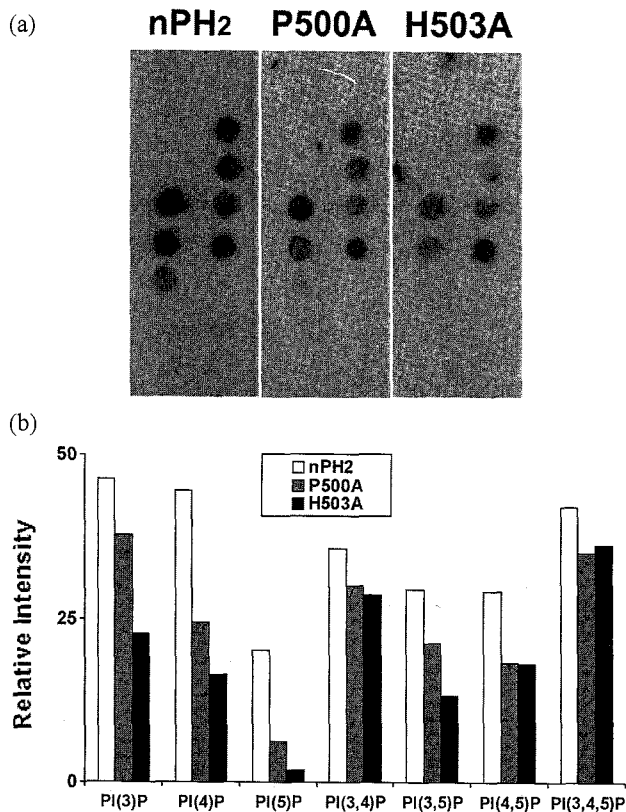 (a)
nPH2 P500A H503A
(b)
50
25
0
Relative Intensity
nPH2
P500A
H503A
PI(3)P PI(4)P PI(5)P PI(3,4)P PI(3,5)P PI(4,5)P PI(3,4,5)P